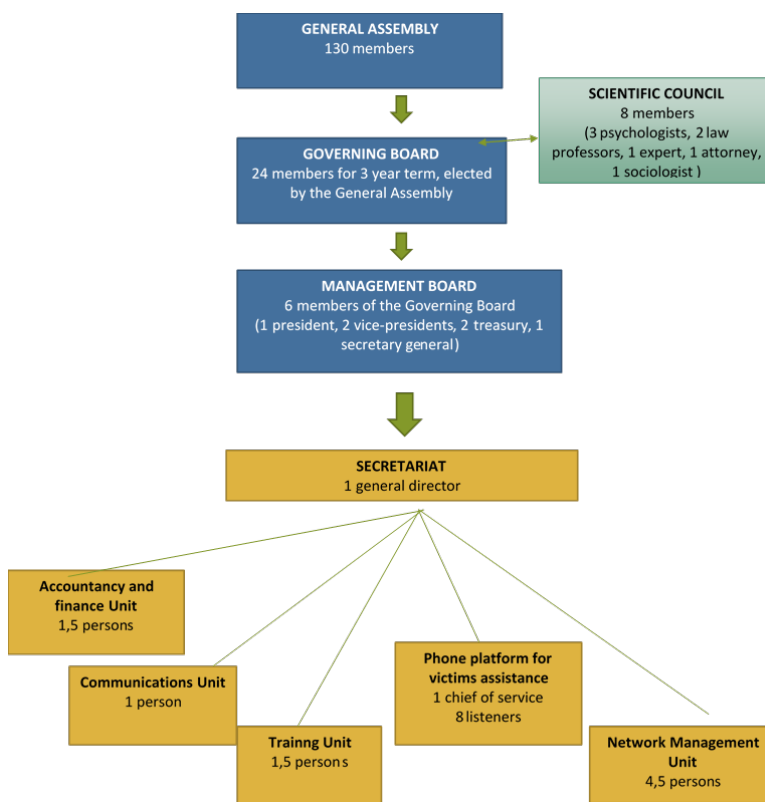 GENERAL ASSEMBLY
130 members
SCIENTIFIC COUNCIL
8 members
(3 psychologists, 2 law
professors, 1 expert, 1 attorney,
1 sociologist )
GOVERNING BOARD
24 members for 3 year term, elected
by the General Assembly
MANAGEMENT BOARD
6 members of the Governing Board
(1 president, 2 vice-presidents, 2 treasury, 1
secretary general)
SECRETARIAT
1 general director
Accountancy and
finance Unit
1,5 persons
Communications Unit
1 person
Trainng Unit
1,5 persons
Phone platform for
victims assistance
1 chief of service
8 listeners
Network Management
Unit
4,5 persons